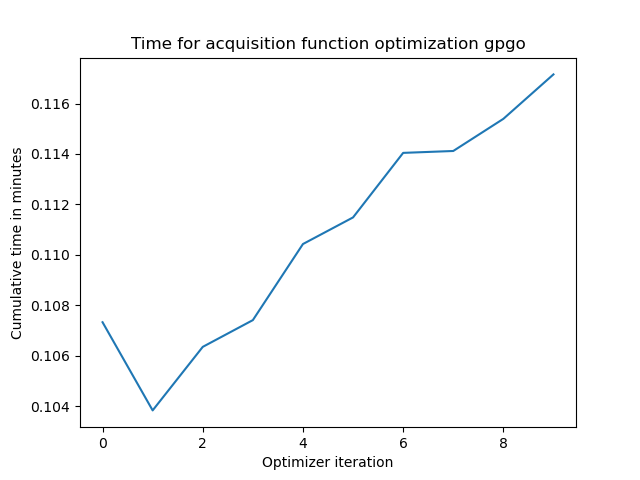 Time for acquisition function optimization gpgo
Cumulative time in minutes
0.116
0.114
0.112
0.110
0.108
0.106
0.104
0 2 4 6 8
Optimizer iteration